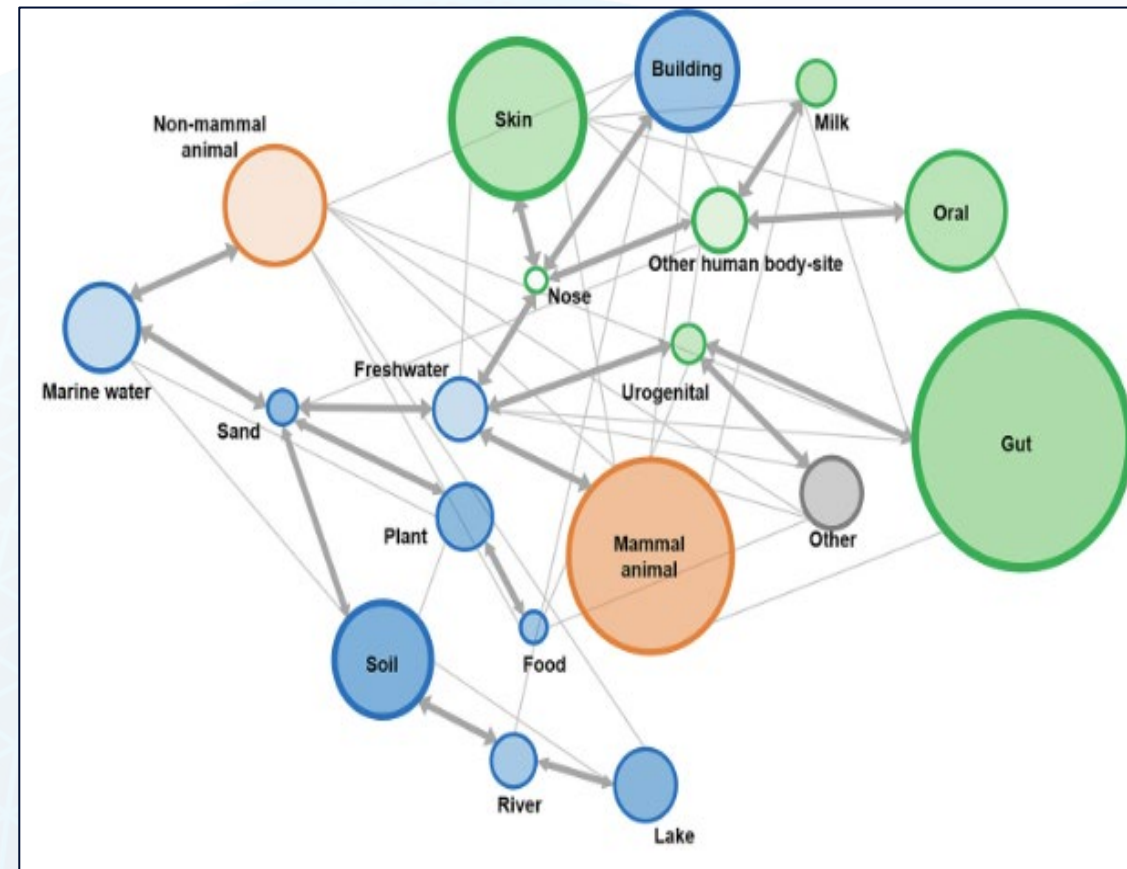 Building
Skin
Milk
Non-mammal
animal
Oral
Other human body-site
Nose
Freshwater
Marine water
Urogenital
Sand
Gut
Plant
Other
Mammal
animal
Soil
Food
River
Lake